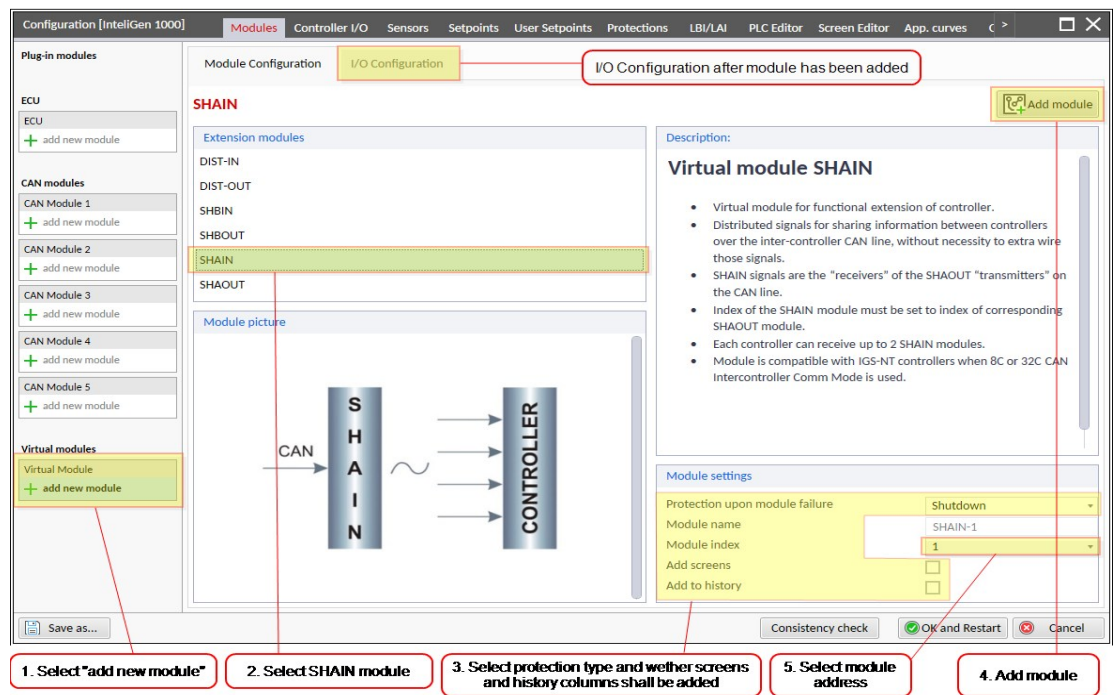 Configuration [InteliGen 1000]
Modules Controller I/O Sensors Setpoints User Setpoints Protections LBI/LAI PLC Editor Screen Editor App. curves
Plug-in modules
Module Configuration I/O Configuration
I/O Configuration after module has been added
ECU
ECU
+ add new module
CAN modules
CAN Module 1
+ add new module
CAN Module 2
+ add new module
CAN Module 3
+ add new module
CAN Module 4
+ add new module
CAN Module 5
+ add new module
Virtual modules
Virtual Module
+ add new module
SHAIN
Add module
Extension modules
DIST-IN
DIST-OUT
SHBIN
SHBOUT
SHAIN
SHAOUT
Module picture
CAN
SHAIN
CONTROLLER
Description:
Virtual module SHAIN
• Virtual module for functional extension of controller.
• Distributed signals for sharing information between controllers
over the inter-controller CAN line, without necessity to extra wire
those signals.
• SHAIN signals are the "receivers" of the SHAOUT "transmitters" on
the CAN line.
• Index of the SHAIN module must be set to index of corresponding
SHAOUT module.
• Each controller can receive up to 2 SHAIN modules.
• Module is compatible with IGS-NT controllers when 8C or 32C CAN
Intercontroller Comm Mode is used.
Module settings
Protection upon module failure Shutdown
Module name SHAIN-1
Module index 1
Add screens
Add to history
Save as...
Consistency check OK and Restart Cancel
1. Select "add new module"
2. Select SHAIN module
3. Select protection type and wether screens
and history columns shall be added
5. Select module
address
4. Add module